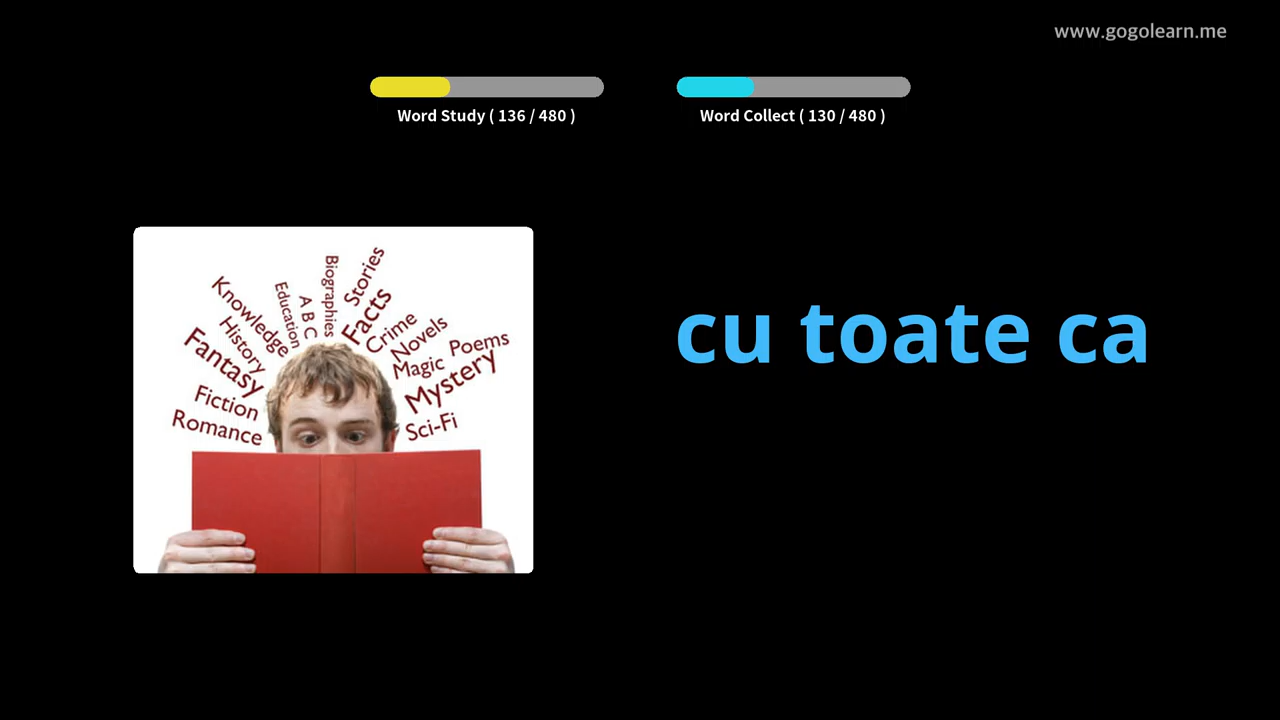 www.gogolearn.me
Word Study ( 136 / 480 )
Word Collect ( 130 / 480 )
cu toate ca
Biographies
Stories
Education
A B C
Facts
Knowledge
Crime
History
Novels
Poems
Fantasy
Magic
Mystery
Fiction
Romance
Sci-Fi